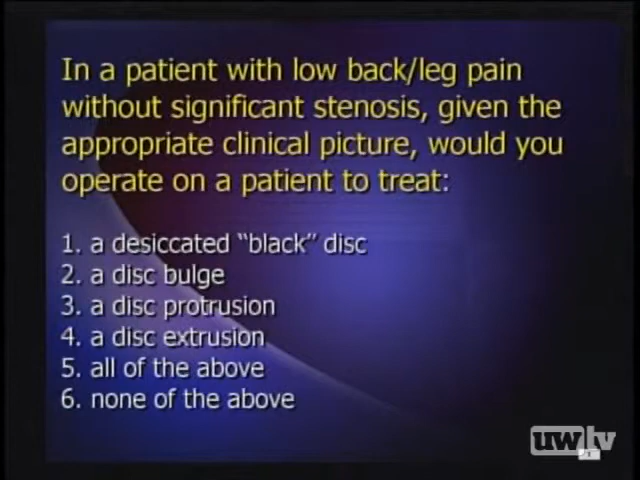 In a patient with low back/leg pain
without significant stenosis, given the
appropriate clinical picture, would you
operate on a patient to treat:
1. a desiccated “black” disc
2. a disc bulge
3. a disc protrusion
4. a disc extrusion
5. all of the above
6. none of the above
uwtv